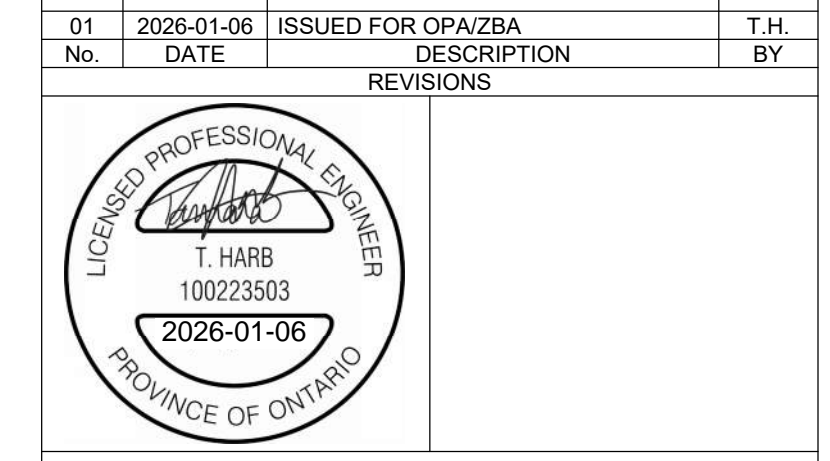 01 2026-01-06 ISSUED FOR OPA/ZBA T.H.
No. DATE DESCRIPTION BY
REVISIONS
LICENSED PROFESSIONAL ENGINEER
T. HARB
100223503
2026-01-06
PROVINCE OF ONTARIO